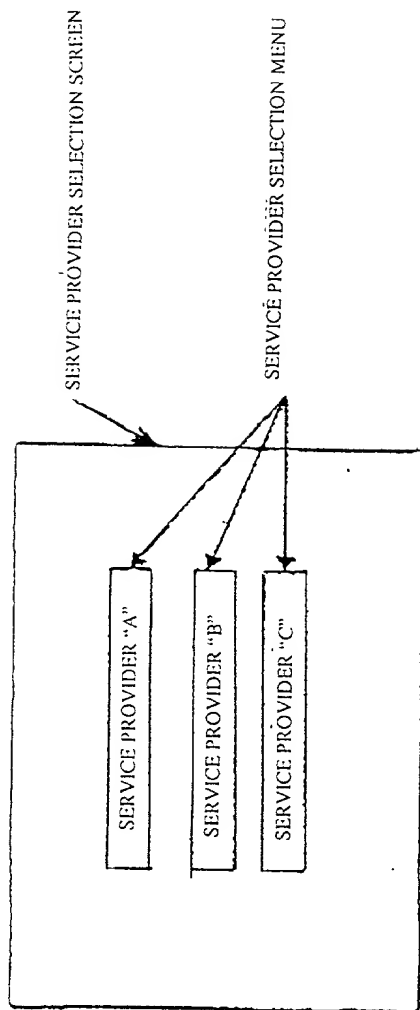 SERVICE PROVIDER SELECTION SCREEN
SERVICE PROVIDER "A"
SERVICE PROVIDER "B"
SERVICE PROVIDER "C"
SERVICE PROVIDER SELECTION MENU